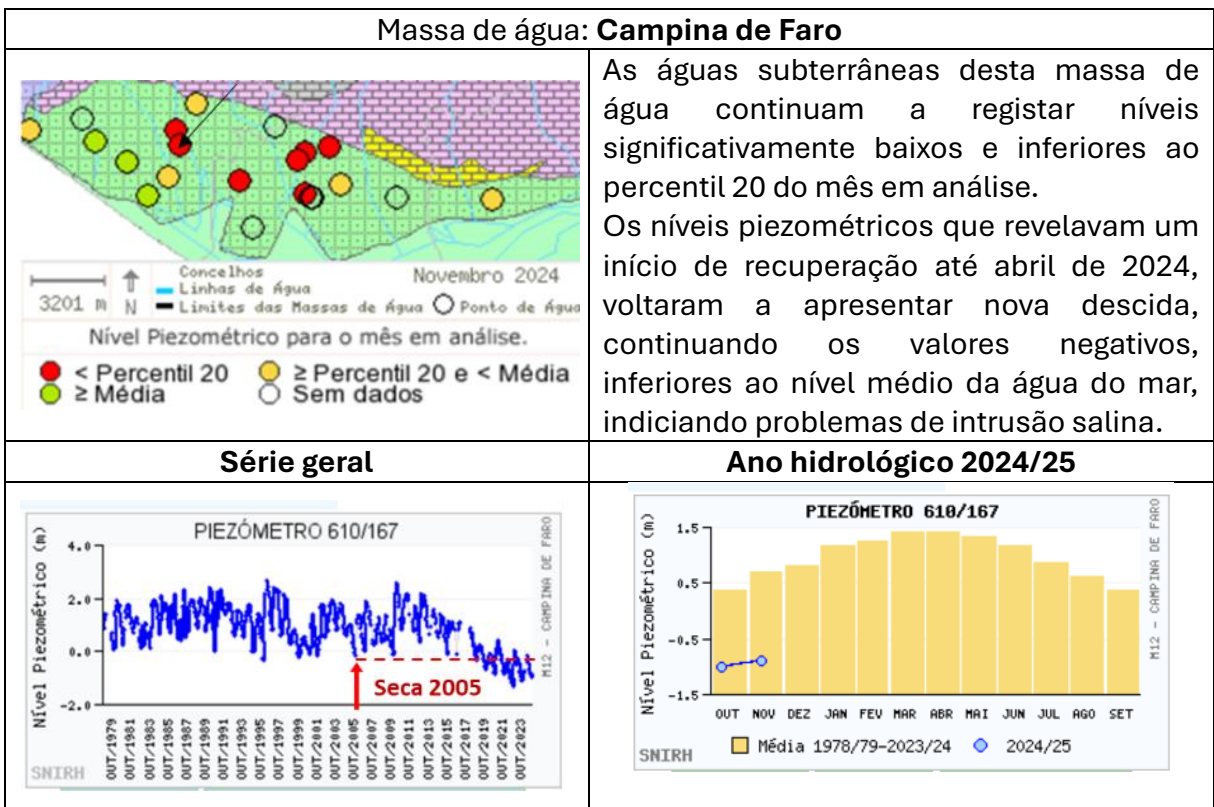 Massa de água: Campina de Faro
Concelhos
Novembro 2024
Linhas de Água
3201 m
N
Limites das Massas de Água
Ponto de Água
Nível Piezométrico para o mês em análise.
< Percentil 20
≥ Percentil 20 e < Média
≥ Média
Sem dados
As águas subterrâneas desta massa de
água continuam a registar níveis
significativamente baixos e inferiores ao
percentil 20 do mês em análise.
Os níveis piezométricos que revelavam um
início de recuperação até abril de 2024,
voltaram a apresentar nova descida,
continuando os valores negativos,
inferiores ao nível médio da água do mar,
indiciando problemas de intrusão salina.
Série geral
Ano hidrológico 2024/25
PIEZÓMETRO 610/167
Nível Piezométrico (m)
4.0
2.0
0.0
-2.0
Seca 2005
M12 - CAMPINA DE FARO
OUT/1979
OUT/1981
OUT/1983
OUT/1985
OUT/1987
OUT/1989
OUT/1991
OUT/1993
OUT/1995
OUT/1997
OUT/1999
OUT/2001
OUT/2003
OUT/2005
OUT/2007
OUT/2009
OUT/2011
OUT/2013
OUT/2015
OUT/2017
OUT/2019
OUT/2021
OUT/2023
SNIRH
PIEZÓMETRO 610/167
Nível Piezométrico (m)
1.5
0.5
-0.5
-1.5
M12 - CAMPINA DE FARO
OUT NOV DEZ JAN FEV MAR ABR MAI JUN JUL AGO SET
Média 1978/79-2023/24
2024/25
SNIRH